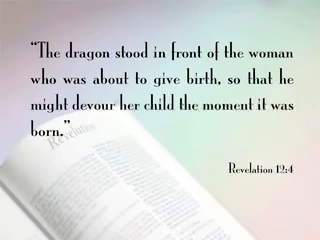 “The dragon stood in front of the woman
who was about to give birth, so that he
might devour her child the moment it was
born.”
Revelation
Revelation 12:4